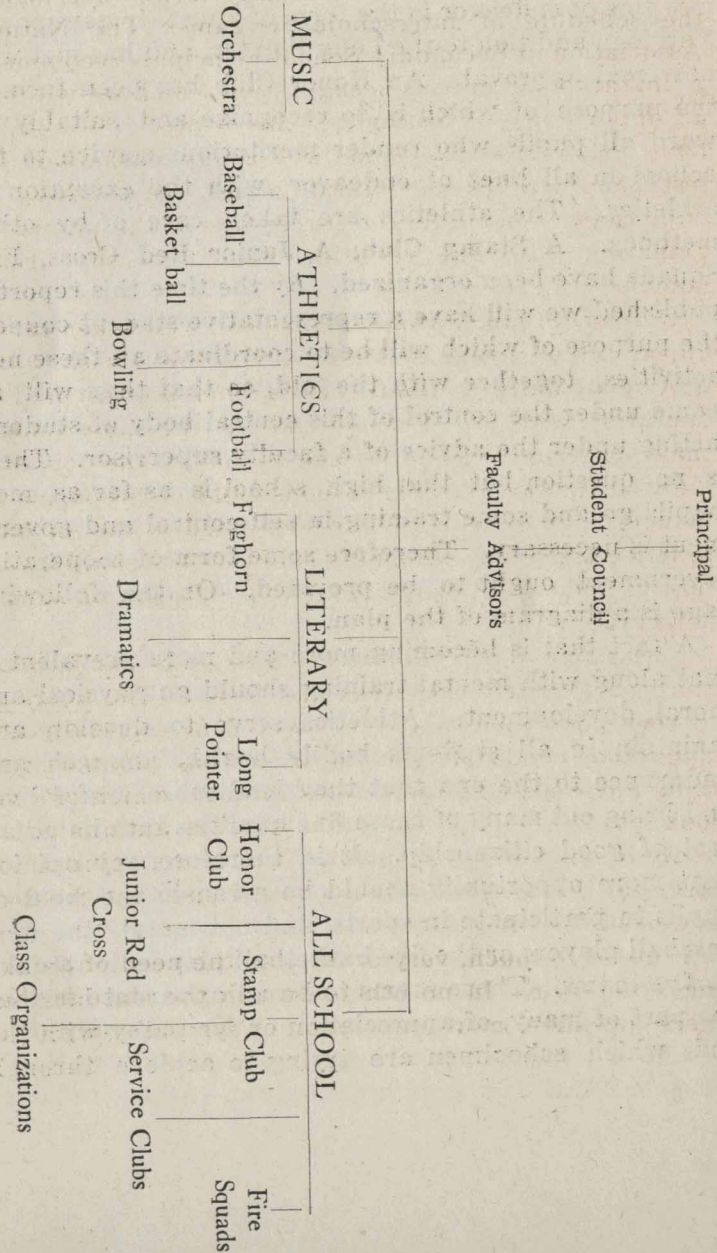 Principal
Student Council
Faculty Advisors
MUSIC ATHLETICS LITERARY ALL SCHOOL
Orchestra Baseball Football Foghorn Long Pointer Honor Club Stamp Club Fire Squads
Basket ball Bowling Dramatics Junior Red Cross Service Clubs
Class Organizations